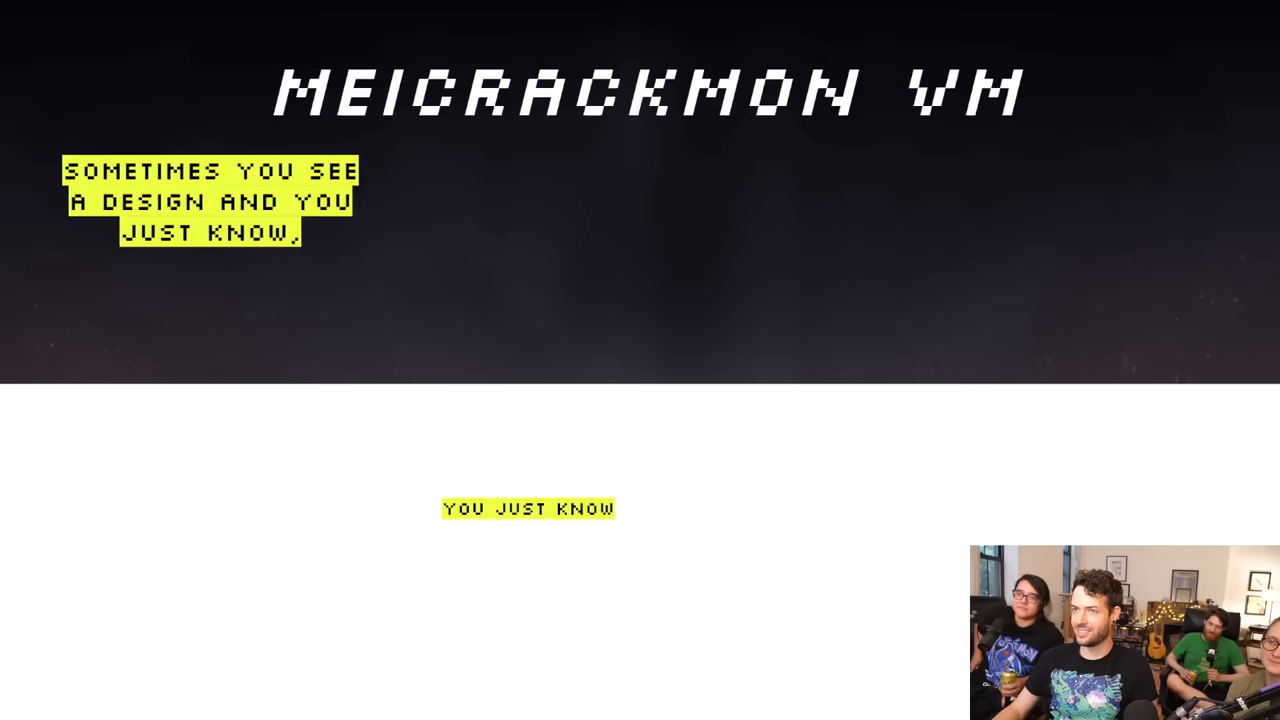 MEICRACKMON VM
SOMETIMES YOU SEE
A DESIGN AND YOU
JUST KNOW,
YOU JUST KNOW